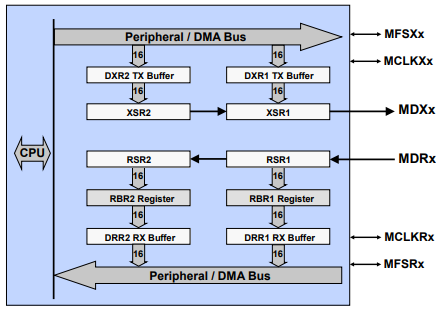 Peripheral / DMA Bus
MFSXx
16 16
MCLKXx
DXR2 TX Buffer DXR1 TX Buffer
16 16
XSR2 XSR1 MDXx
CPU
RSR2 RSR1 MDRx
16 16
RBR2 Register RBR1 Register
16 16
DRR2 RX Buffer DRR1 RX Buffer MCLKRx
16 16
MFSRx
Peripheral / DMA Bus